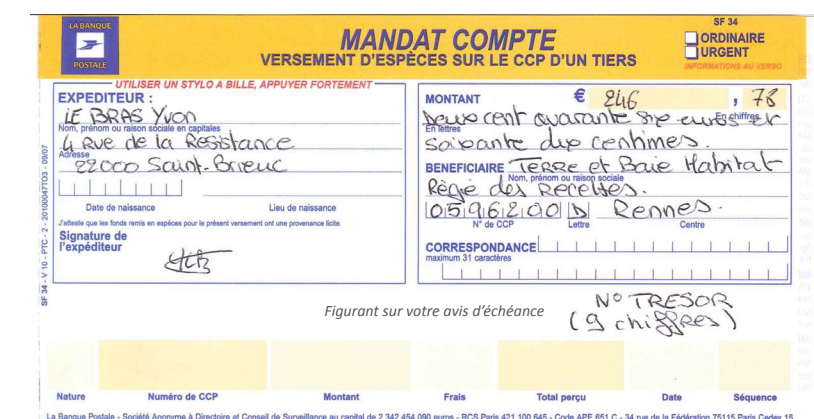 LA BANQUE
POSTALE
MANDAT COMPTE
VERSEMENT D'ESPÈCES SUR LE CCP D'UN TIERS
SF 34
ORDINAIRE
URGENT
INFORMATIONS AU VERSO
UTILISER UN STYLO A BILLE, APPUYER FORTEMENT
EXPEDITEUR :
LE BRAS Yvon
Nom, prénom ou raison sociale en capitales
4 Rue de la Resistance
Adresse
22000 Saint-Brieuc
Date de naissance
Lieu de naissance
J'atteste que les fonds remis en espèces pour le présent versement ont une provenance licite.
Signature de
l'expéditeur
MONTANT € 246 , 78
En chiffres
Deux cent quarante six euros et
En lettres
Soixante dix centimes.
BENEFICIAIRE Terre et Baie Habitat
Nom, prénom ou raison sociale
Régie des Recettes.
0596200 D Rennes.
N° de CCP Lettre Centre
CORRESPONDANCE
maximum 31 caractères
SF 34 - V 10 - PTC - 2 - 20100047TO3 - 09/07
Figurant sur votre avis d'échéance
N° TRESOR
(9 chiffres)
Nature Numéro de CCP Montant Frais Total perçu Date Séquence
La Banque Postale - Société Anonyme à Directoire et Conseil de Surveillance au capital de 2 342 454 090 euros - RCS Paris 421 100 645 - Code APE 651 C - 34 rue de la Fédération 75115 Paris Cedex 15